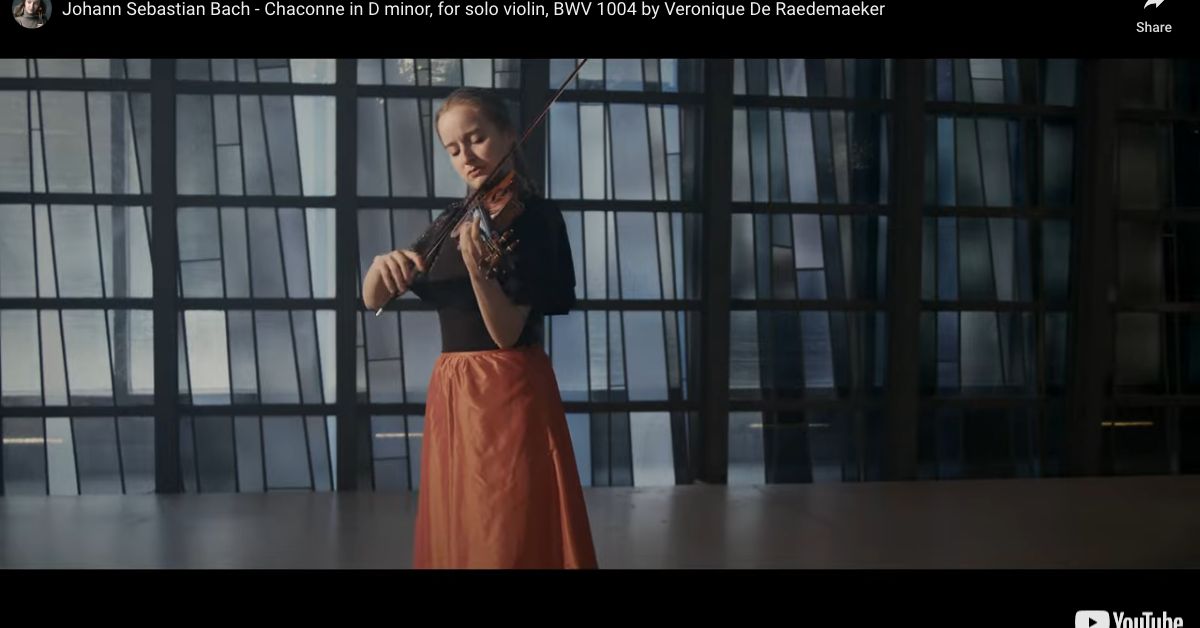 Johann Sebastian Bach - Chaconne in D minor, for solo violin, BWV 1004 by Veronique De Raedemaeker
Share
YouTube